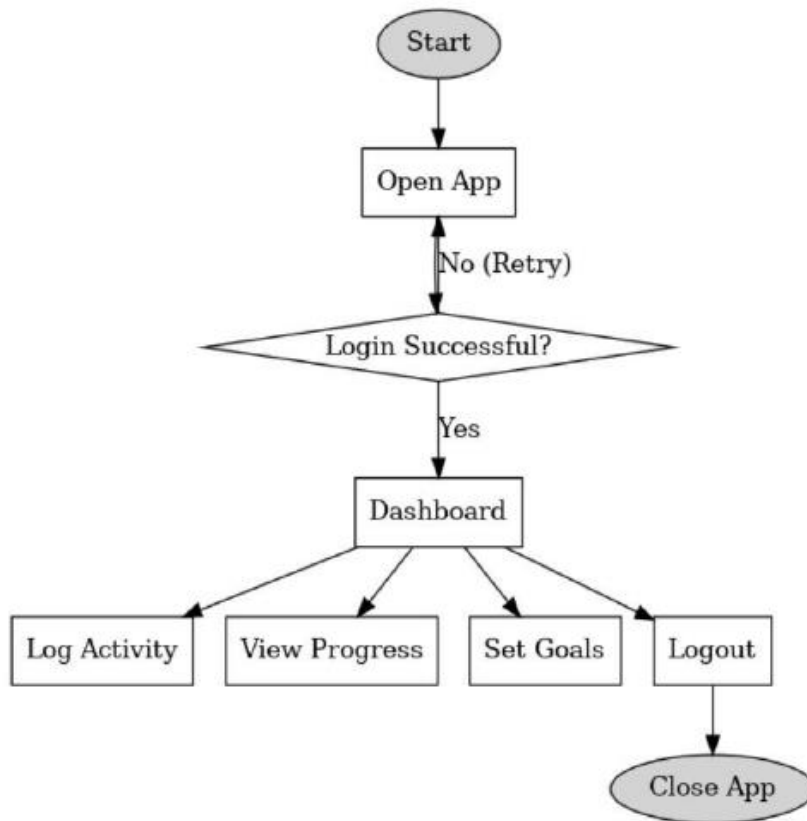 Start
Open App
No (Retry)
Login Successful?
Yes
Dashboard
Log Activity
View Progress
Set Goals
Logout
Close App